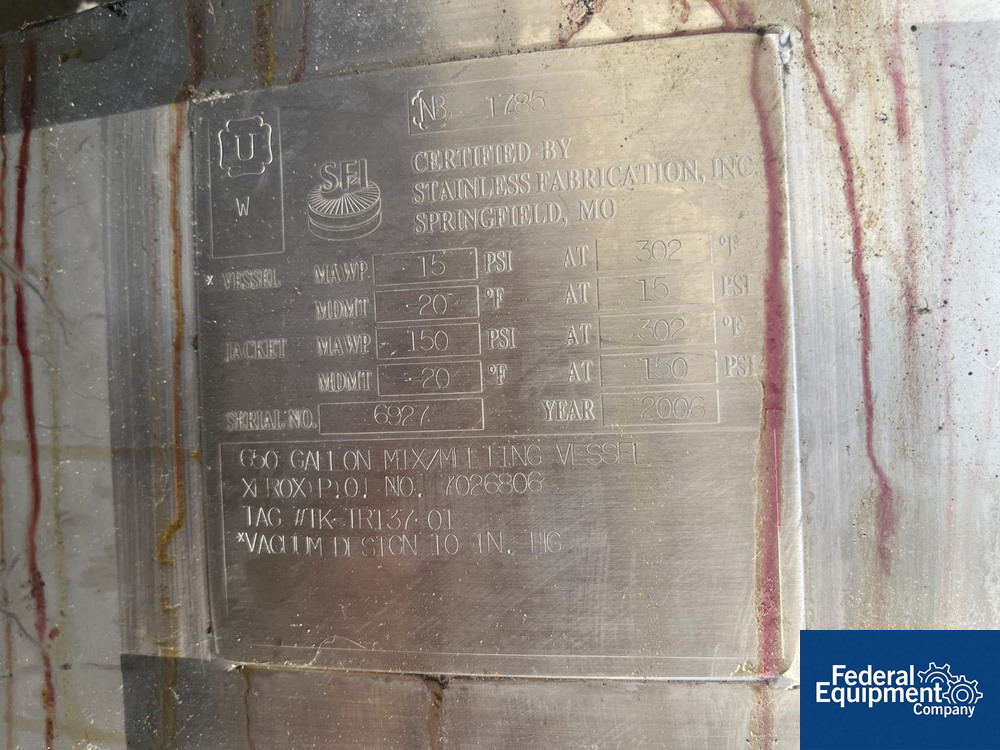 NB 1785
U
W
SFI
CERTIFIED BY
STAINLESS FABRICATION, INC.
SPRINGFIELD, MO
* VESSEL MAWP 15 PSI AT 302 °F
MDMT -20 °F AT 15 PSI
JACKET MAWP 150 PSI AT 302 °F
MDMT -20 °F AT 150 PSI
SERIAL NO. 6927 YEAR 2006
650 GALLON MIX/MELTING VESSEL
XEROX P.O. NO. 7026806
TAG #TK-TR137-01
*VACUUM DESIGN 10 IN. HG
Federal
Equipment
Company